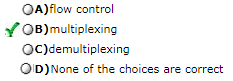 A)flow control
B)multiplexing
C)demultiplexing
D)None of the choices are correct